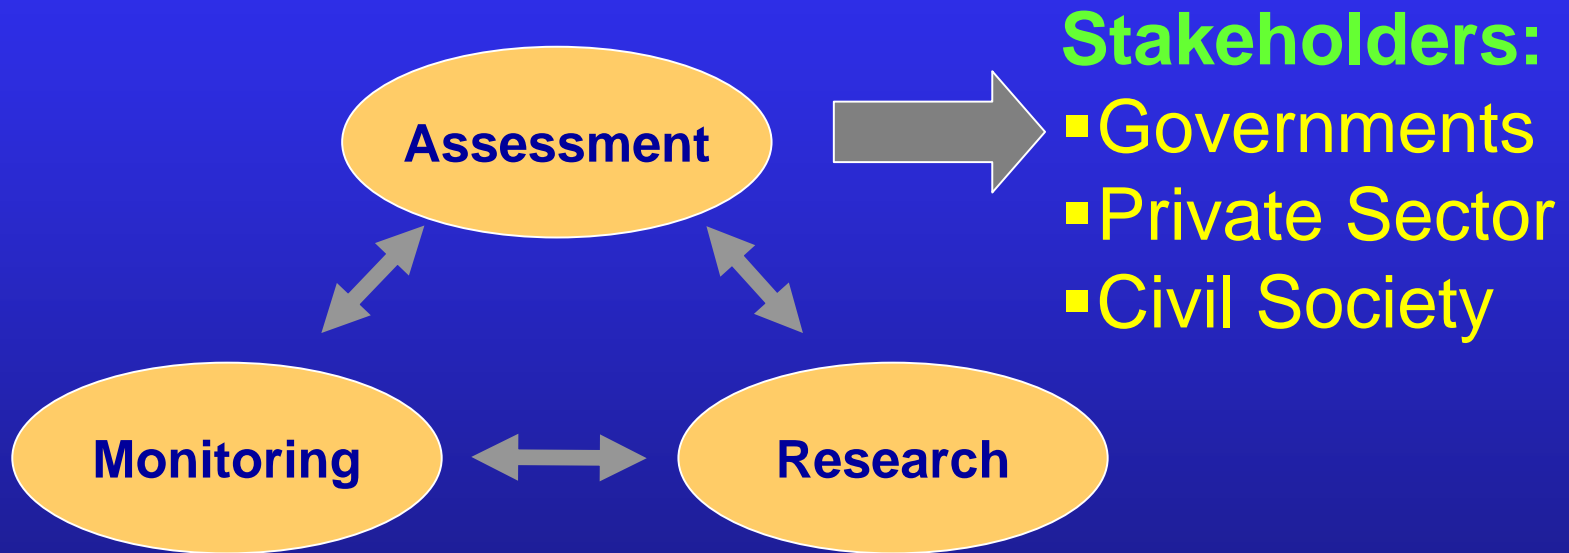 Assessment
Monitoring
Research
Stakeholders:
▪Governments
▪Private Sector
▪Civil Society